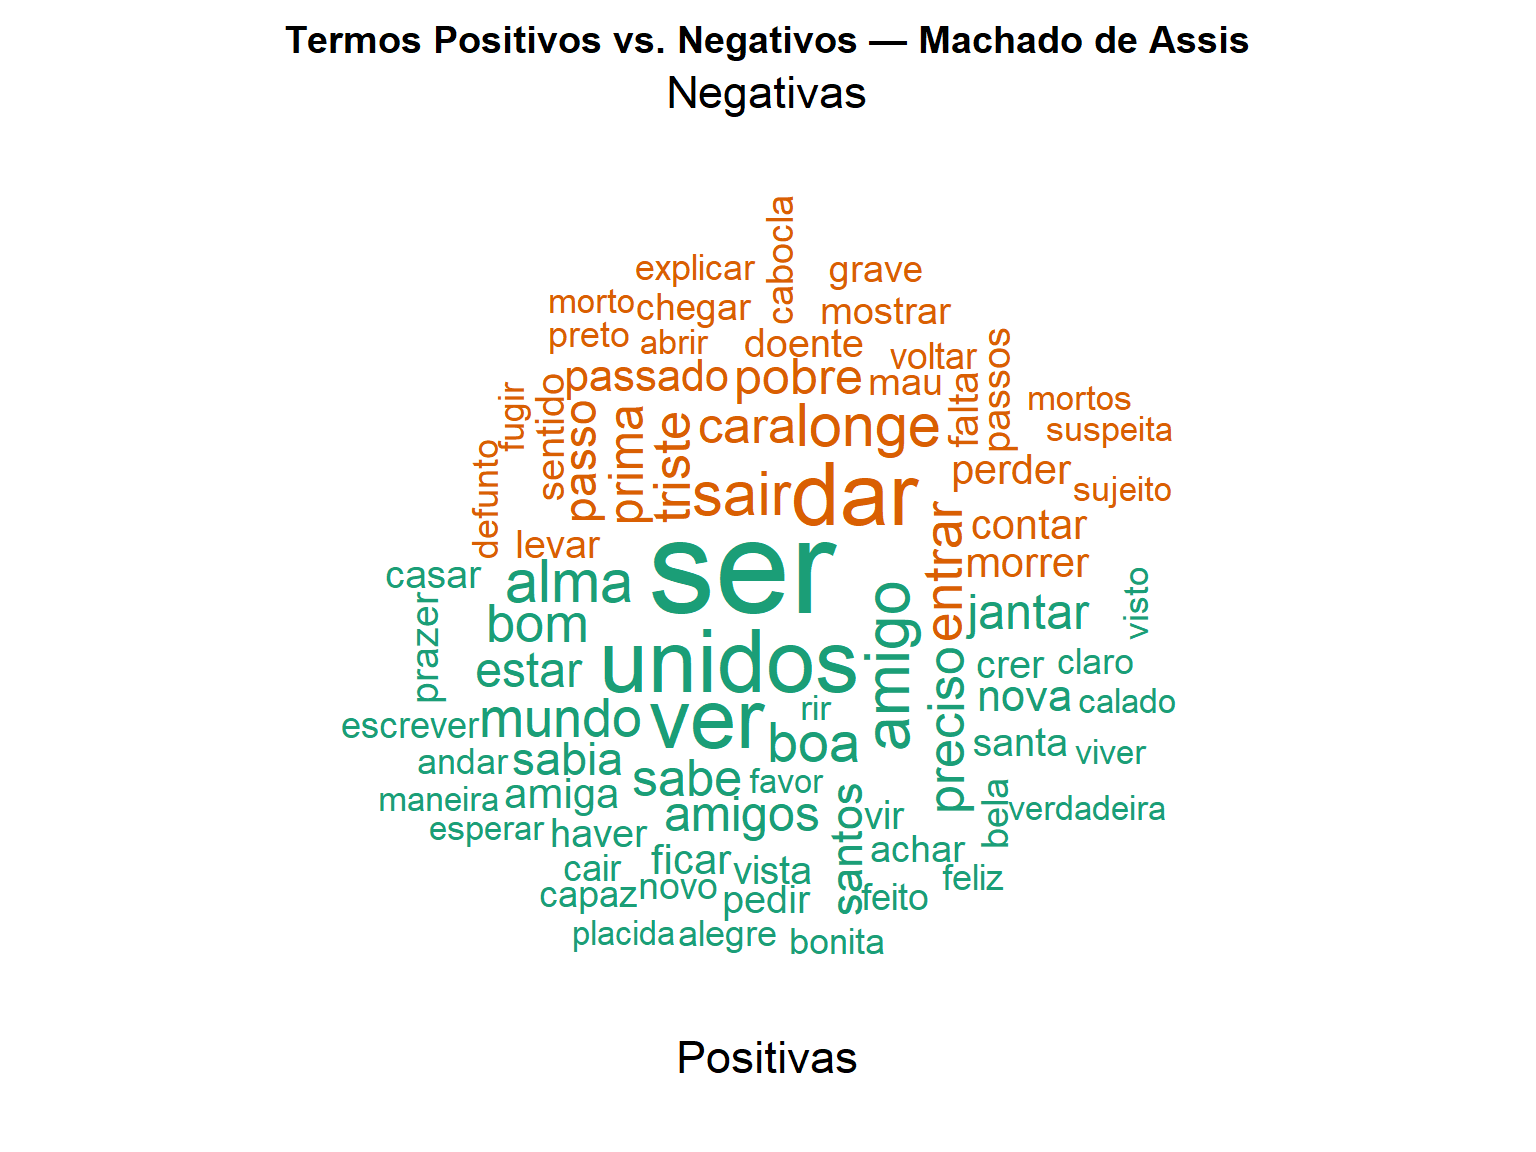 Termos Positivos vs. Negativos — Machado de Assis
Negativas
cabocla
explicar
grave
morto
chegar
mostrar
preto
abrir
doente
voltar
passos
passado
pobre
mau
falta
mortos
fugir
sentido
passo
prima
triste
cara
longe
suspeita
defunto
sair
dar
perder
sujeito
levar
entrar
contar
morrer
casar
alma
ser
amigo
jantar
visto
prazer
bom
estar
unidos
preciso
crer
claro
nova
calado
escrever
mundo
ver
rir
boa
santa
viver
andar
sabia
sabe
favor
maneira
amiga
amigos
santos
vir
bela
verdadeira
esperar
haver
achar
cair
ficar
vista
feliz
capaz
novo
pedir
feito
placida
alegre
bonita
Positivas